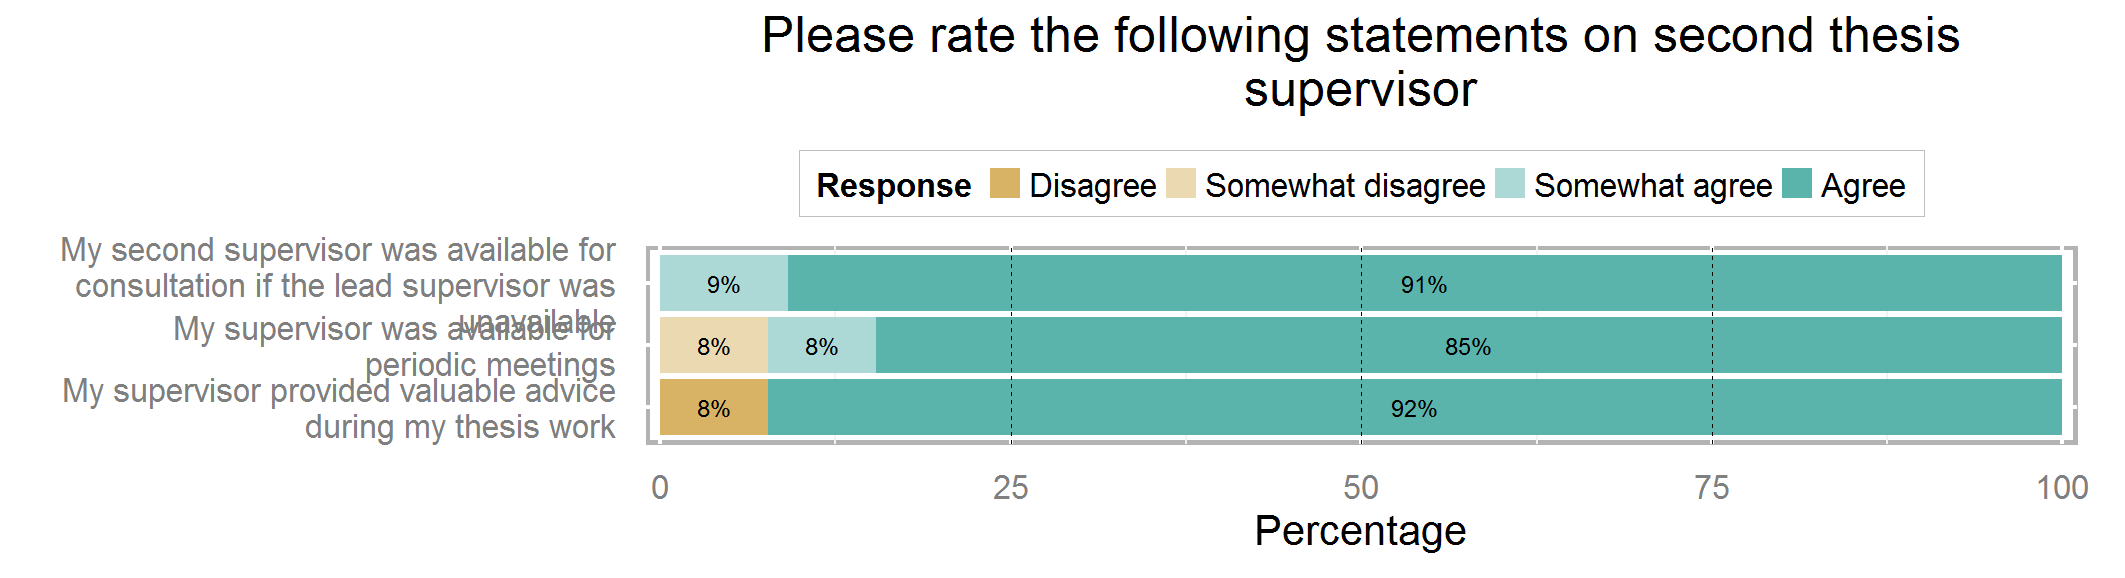 Please rate the following statements on second thesis
supervisor
Response Disagree Somewhat disagree Somewhat agree Agree
My second supervisor was available for
consultation if the lead supervisor was
unavailable
9% 91%
My supervisor was available for
periodic meetings
8% 8% 85%
My supervisor provided valuable advice
during my thesis work
8% 92%
0 25 50 75 100
Percentage